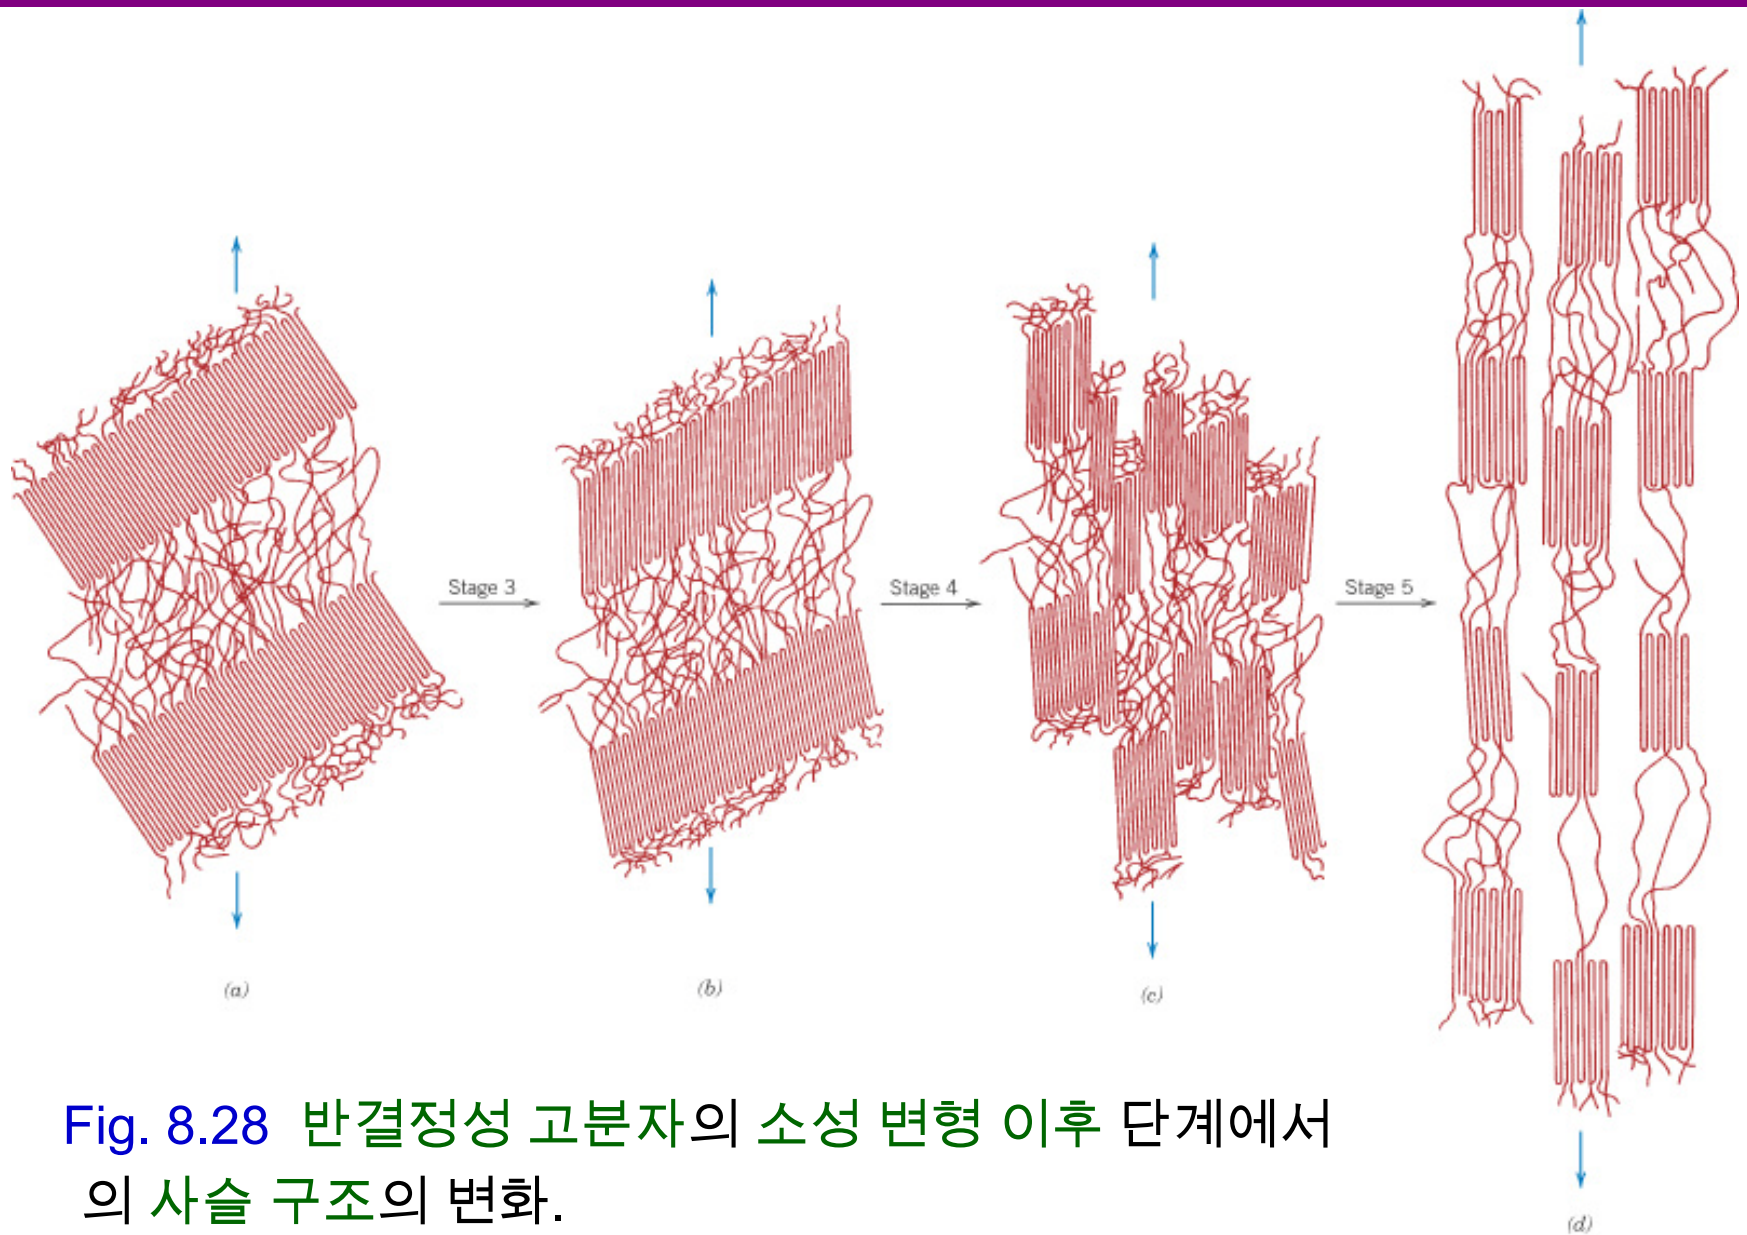 Stage 3
Stage 4
Stage 5
(a)
(b)
(c)
(d)
Fig. 8.28 반결정성 고분자의 소성 변형 이후 단계에서
의 사슬 구조의 변화.